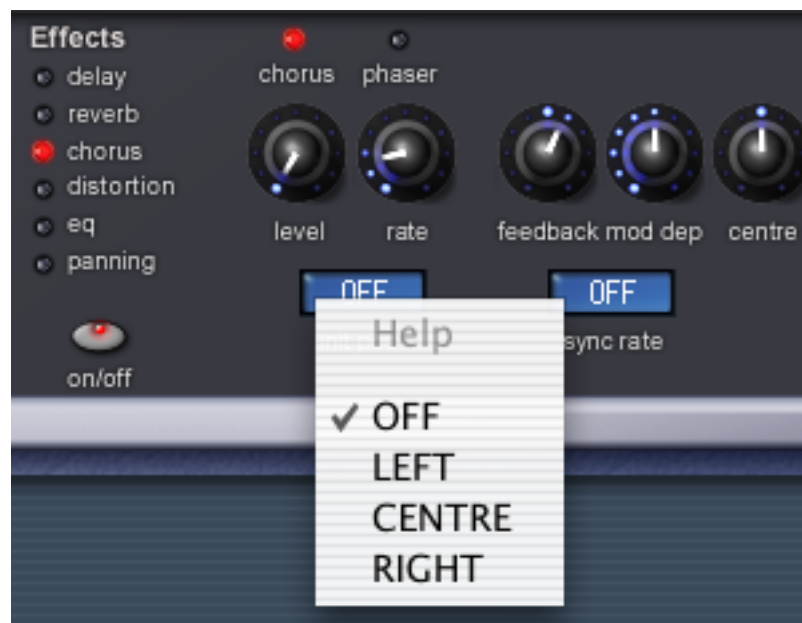 Effects
delay
reverb
chorus
distortion
eq
panning
on/off
chorus phaser
level rate feedback mod dep centre
OFF OFF
sync rate
Help
OFF
LEFT
CENTRE
RIGHT